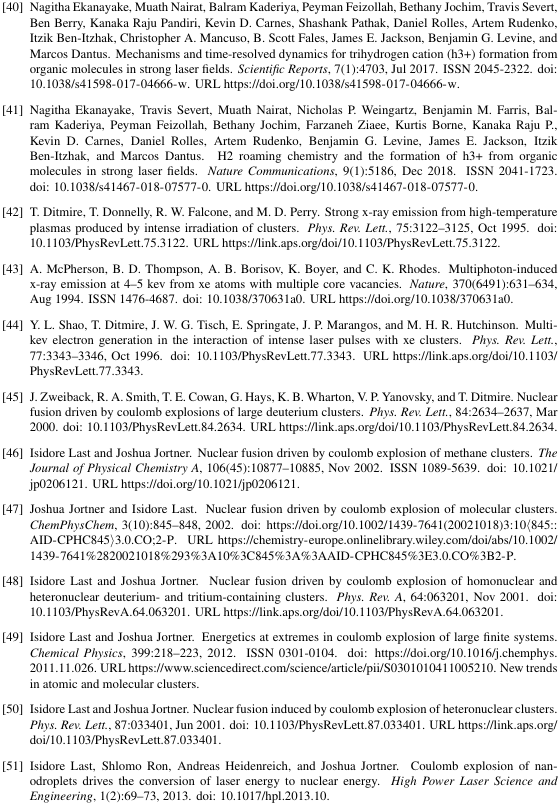 [40] Nagitha Ekanayake, Muath Nairat, Balram Kaderiya, Peyman Feizollah, Bethany Jochim, Travis Severt,
Ben Berry, Kanaka Raju Pandiri, Kevin D. Carnes, Shashank Pathak, Daniel Rolles, Artem Rudenko,
Itzik Ben-Itzhak, Christopher A. Mancuso, B. Scott Fales, James E. Jackson, Benjamin G. Levine, and
Marcos Dantus. Mechanisms and time-resolved dynamics for trihydrogen cation (h3+) formation from
organic molecules in strong laser fields. Scientific Reports, 7(1):4703, Jul 2017. ISSN 2045-2322. doi:
10.1038/s41598-017-04666-w. URL https://doi.org/10.1038/s41598-017-04666-w.
[41] Nagitha Ekanayake, Travis Severt, Muath Nairat, Nicholas P. Weingartz, Benjamin M. Farris, Bal-
ram Kaderiya, Peyman Feizollah, Bethany Jochim, Farzaneh Ziaee, Kurtis Borne, Kanaka Raju P.,
Kevin D. Carnes, Daniel Rolles, Artem Rudenko, Benjamin G. Levine, James E. Jackson, Itzik
Ben-Itzhak, and Marcos Dantus. H2 roaming chemistry and the formation of h3+ from organic
molecules in strong laser fields. Nature Communications, 9(1):5186, Dec 2018. ISSN 2041-1723.
doi: 10.1038/s41467-018-07577-0. URL https://doi.org/10.1038/s41467-018-07577-0.
[42] T. Ditmire, T. Donnelly, R. W. Falcone, and M. D. Perry. Strong x-ray emission from high-temperature
plasmas produced by intense irradiation of clusters. Phys. Rev. Lett., 75:3122–3125, Oct 1995. doi:
10.1103/PhysRevLett.75.3122. URL https://link.aps.org/doi/10.1103/PhysRevLett.75.3122.
[43] A. McPherson, B. D. Thompson, A. B. Borisov, K. Boyer, and C. K. Rhodes. Multiphoton-induced
x-ray emission at 4–5 kev from xe atoms with multiple core vacancies. Nature, 370(6491):631–634,
Aug 1994. ISSN 1476-4687. doi: 10.1038/370631a0. URL https://doi.org/10.1038/370631a0.
[44] Y. L. Shao, T. Ditmire, J. W. G. Tisch, E. Springate, J. P. Marangos, and M. H. R. Hutchinson. Multi-
kev electron generation in the interaction of intense laser pulses with xe clusters. Phys. Rev. Lett.,
77:3343–3346, Oct 1996. doi: 10.1103/PhysRevLett.77.3343. URL https://link.aps.org/doi/10.1103/
PhysRevLett.77.3343.
[45] J. Zweiback, R. A. Smith, T. E. Cowan, G. Hays, K. B. Wharton, V. P. Yanovsky, and T. Ditmire. Nuclear
fusion driven by coulomb explosions of large deuterium clusters. Phys. Rev. Lett., 84:2634–2637, Mar
2000. doi: 10.1103/PhysRevLett.84.2634. URL https://link.aps.org/doi/10.1103/PhysRevLett.84.2634.
[46] Isidore Last and Joshua Jortner. Nuclear fusion driven by coulomb explosion of methane clusters. The
Journal of Physical Chemistry A, 106(45):10877–10885, Nov 2002. ISSN 1089-5639. doi: 10.1021/
jp0206121. URL https://doi.org/10.1021/jp0206121.
[47] Joshua Jortner and Isidore Last. Nuclear fusion driven by coulomb explosion of molecular clusters.
ChemPhysChem, 3(10):845–848, 2002. doi: https://doi.org/10.1002/1439-7641(20021018)3:10⟨845::
AID-CPHC845⟩3.0.CO;2-P. URL https://chemistry-europe.onlinelibrary.wiley.com/doi/abs/10.1002/
1439-7641%2820021018%293%3A10%3C845%3A%3AAID-CPHC845%3E3.0.CO%3B2-P.
[48] Isidore Last and Joshua Jortner. Nuclear fusion driven by coulomb explosion of homonuclear and
heteronuclear deuterium- and tritium-containing clusters. Phys. Rev. A, 64:063201, Nov 2001. doi:
10.1103/PhysRevA.64.063201. URL https://link.aps.org/doi/10.1103/PhysRevA.64.063201.
[49] Isidore Last and Joshua Jortner. Energetics at extremes in coulomb explosion of large finite systems.
Chemical Physics, 399:218–223, 2012. ISSN 0301-0104. doi: https://doi.org/10.1016/j.chemphys.
2011.11.026. URL https://www.sciencedirect.com/science/article/pii/S0301010411005210. New trends
in atomic and molecular clusters.
[50] Isidore Last and Joshua Jortner. Nuclear fusion induced by coulomb explosion of heteronuclear clusters.
Phys. Rev. Lett., 87:033401, Jun 2001. doi: 10.1103/PhysRevLett.87.033401. URL https://link.aps.org/
doi/10.1103/PhysRevLett.87.033401.
[51] Isidore Last, Shlomo Ron, Andreas Heidenreich, and Joshua Jortner. Coulomb explosion of nan-
odroplets drives the conversion of laser energy to nuclear energy. High Power Laser Science and
Engineering, 1(2):69–73, 2013. doi: 10.1017/hpl.2013.10.